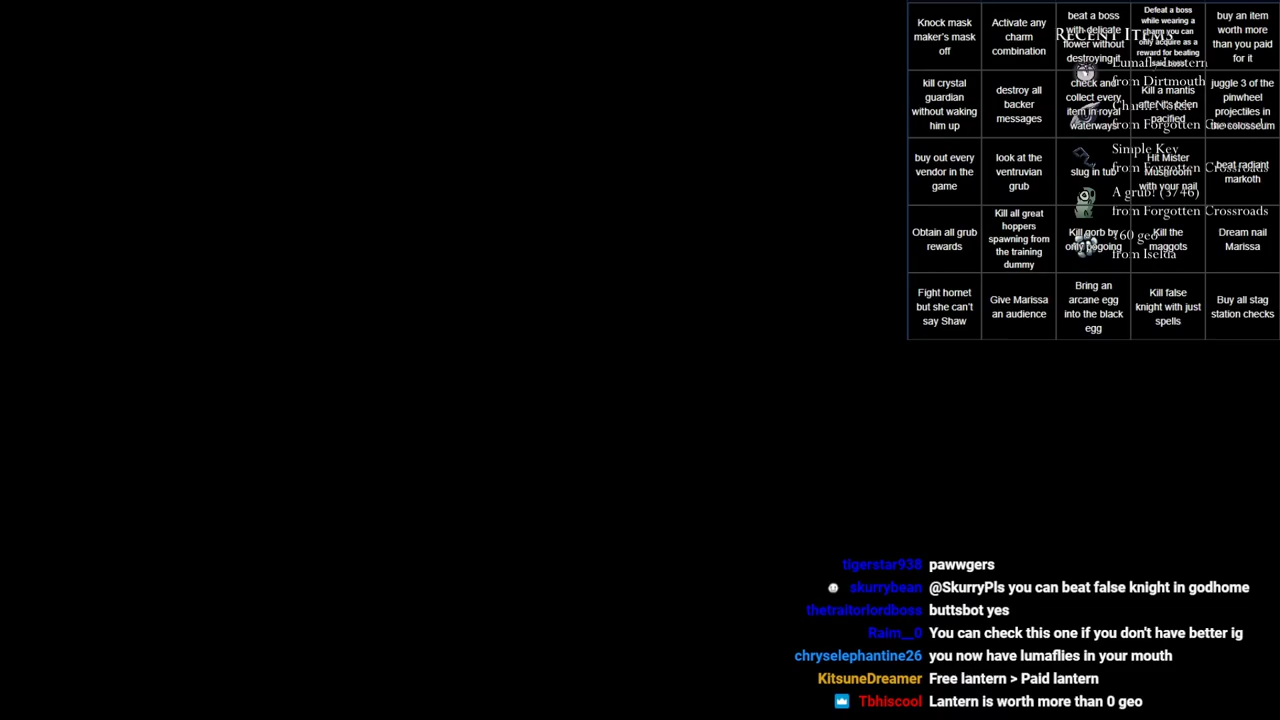 Knock mask
maker's mask
off
Activate any
charm
combination
beat a boss
with delicate
flower without
destroying it
Defeat a boss
while wearing a
charm you can
only acquire as a
reward for beating
said boss
buy an item
worth more
than you paid
for it
kill crystal
guardian
without waking
him up
destroy all
backer
messages
check and
collect every
item in royal
waterways
Kill a mantis
after it's been
pacified
juggle 3 of the
pinwheel
projectiles in
the colosseum
buy out every
vendor in the
game
look at the
ventruvian
grub
slug in tub
Hit Mister
Mushroom
with your nail
beat radiant
markoth
Obtain all grub
rewards
Kill all great
hoppers
spawning from
the training
dummy
Kill gorb by
only pogoing
Kill the
maggots
Dream nail
Marissa
Fight hornet
but she can't
say Shaw
Give Marissa
an audience
Bring an
arcane egg
into the black
egg
Kill false
knight with just
spells
Buy all stag
station checks
Recent Items
Lumafly Lantern
from Dirtmouth
Charm Notch
from Forgotten Crossroads
Simple Key
from Forgotten Crossroads
A grub! (3/46)
from Forgotten Crossroads
160 geo
from Iselda
tigerstar938 pawwgers
skurrybean @SkurryPls you can beat false knight in godhome
thetraitorlordboss buttsbot yes
Raim__0 You can check this one if you don't have better ig
chryselephantine26 you now have lumaflies in your mouth
KitsuneDreamer Free lantern > Paid lantern
Tbhiscool Lantern is worth more than 0 geo